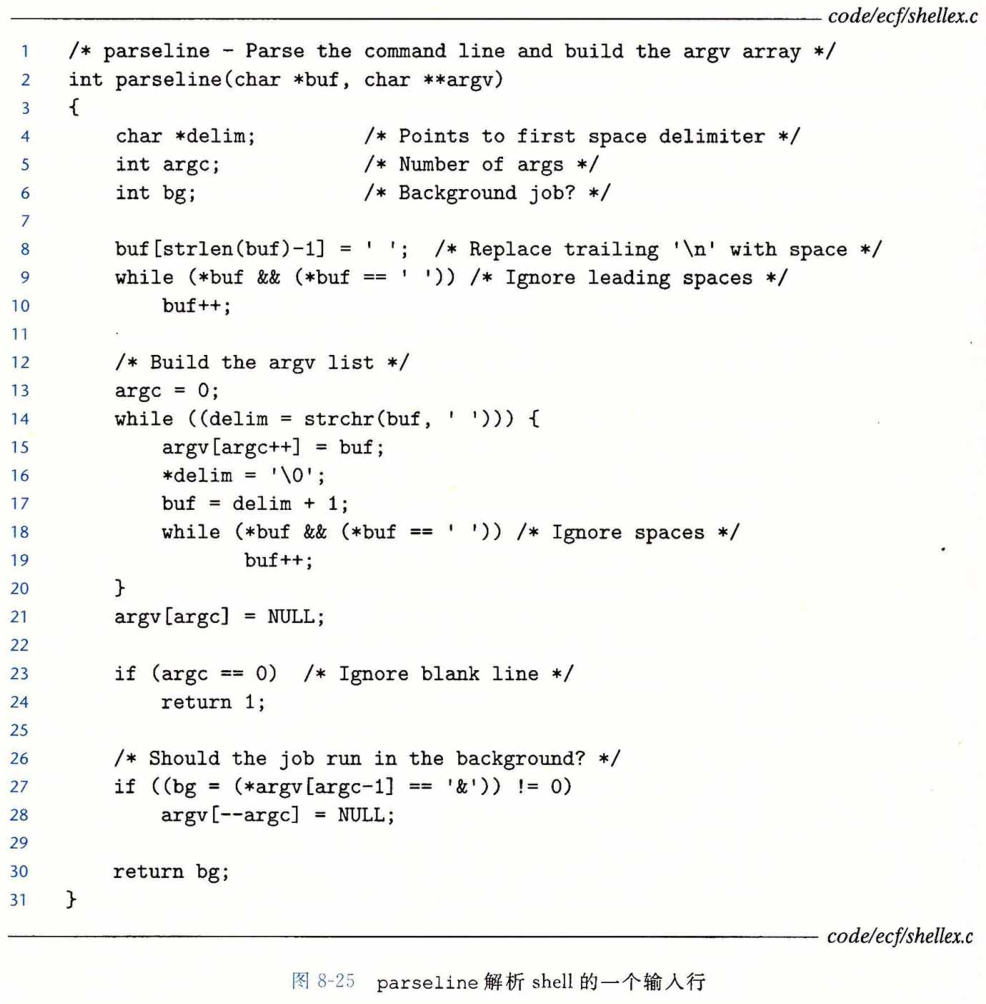 code/ecf/shellex.c
1 /* parseline - Parse the command line and build the argv array */
2 int parseline(char *buf, char **argv)
3 {
4     char *delim;         /* Points to first space delimiter */
5     int argc;            /* Number of args */
6     int bg;              /* Background job? */
7
8     buf[strlen(buf)-1] = ' ';  /* Replace trailing '\n' with space */
9     while (*buf && (*buf == ' ')) /* Ignore leading spaces */
10         buf++;
11
12     /* Build the argv list */
13     argc = 0;
14     while ((delim = strchr(buf, ' '))) {
15         argv[argc++] = buf;
16         *delim = '\0';
17         buf = delim + 1;
18         while (*buf && (*buf == ' ')) /* Ignore spaces */
19                buf++;
20     }
21     argv[argc] = NULL;
22
23     if (argc == 0)  /* Ignore blank line */
24         return 1;
25
26     /* Should the job run in the background? */
27     if ((bg = (*argv[argc-1] == '&')) != 0)
28         argv[--argc] = NULL;
29
30     return bg;
31 }
code/ecf/shellex.c
图 8-25 parseline 解析 shell 的一个输入行